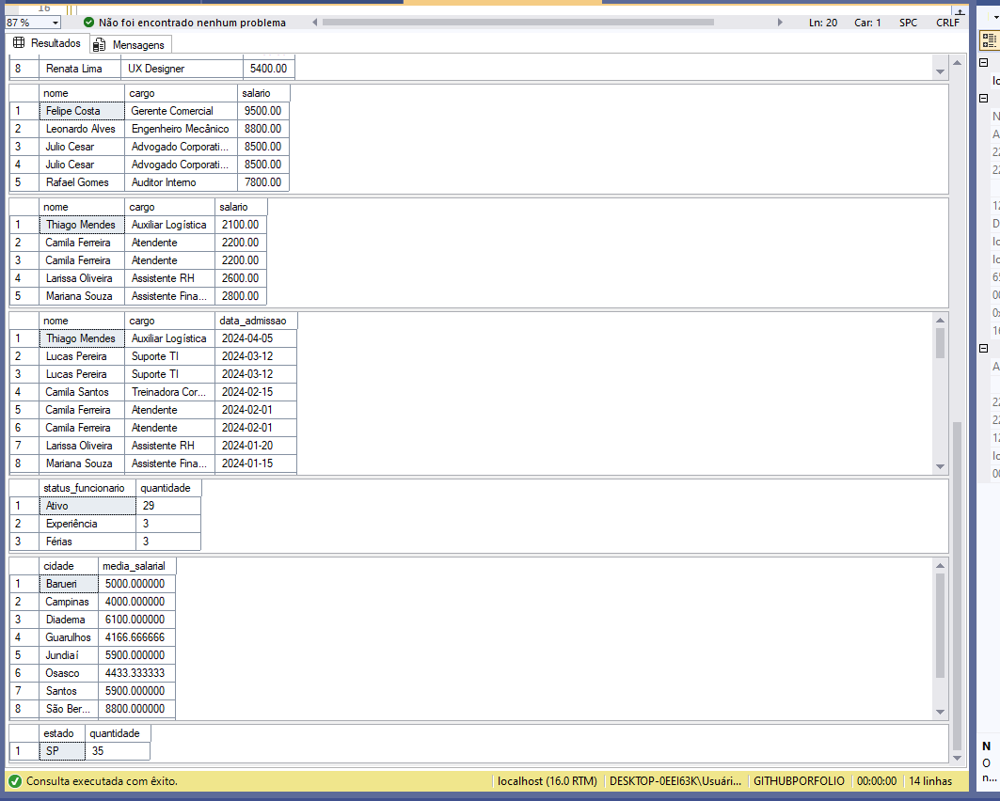 16
87 % Não foi encontrado nenhum problema Ln: 20 Car: 1 SPC CRLF
Resultados Mensagens
8 Renata Lima UX Designer 5400.00
nome cargo salario
1 Felipe Costa Gerente Comercial 9500.00
2 Leonardo Alves Engenheiro Mecânico 8800.00
3 Julio Cesar Advogado Corporati... 8500.00
4 Julio Cesar Advogado Corporati... 8500.00
5 Rafael Gomes Auditor Interno 7800.00
nome cargo salario
1 Thiago Mendes Auxiliar Logística 2100.00
2 Camila Ferreira Atendente 2200.00
3 Camila Ferreira Atendente 2200.00
4 Larissa Oliveira Assistente RH 2600.00
5 Mariana Souza Assistente Fina... 2800.00
nome cargo data_admissao
1 Thiago Mendes Auxiliar Logística 2024-04-05
2 Lucas Pereira Suporte TI 2024-03-12
3 Lucas Pereira Suporte TI 2024-03-12
4 Camila Santos Treinadora Cor... 2024-02-15
5 Camila Ferreira Atendente 2024-02-01
6 Camila Ferreira Atendente 2024-02-01
7 Larissa Oliveira Assistente RH 2024-01-20
8 Mariana Souza Assistente Fina... 2024-01-15
status_funcionario quantidade
1 Ativo 29
2 Experiência 3
3 Férias 3
cidade media_salarial
1 Barueri 5000.000000
2 Campinas 4000.000000
3 Diadema 6100.000000
4 Guarulhos 4166.666666
5 Jundiaí 5900.000000
6 Osasco 4433.333333
7 Santos 5900.000000
8 São Ber... 8800.000000
estado quantidade
1 SP 35
Consulta executada com êxito. localhost (16.0 RTM) DESKTOP-0EEI63K\Usuári... GITHUBPORFOLIO 00:00:00 14 linhas
N
O
n...